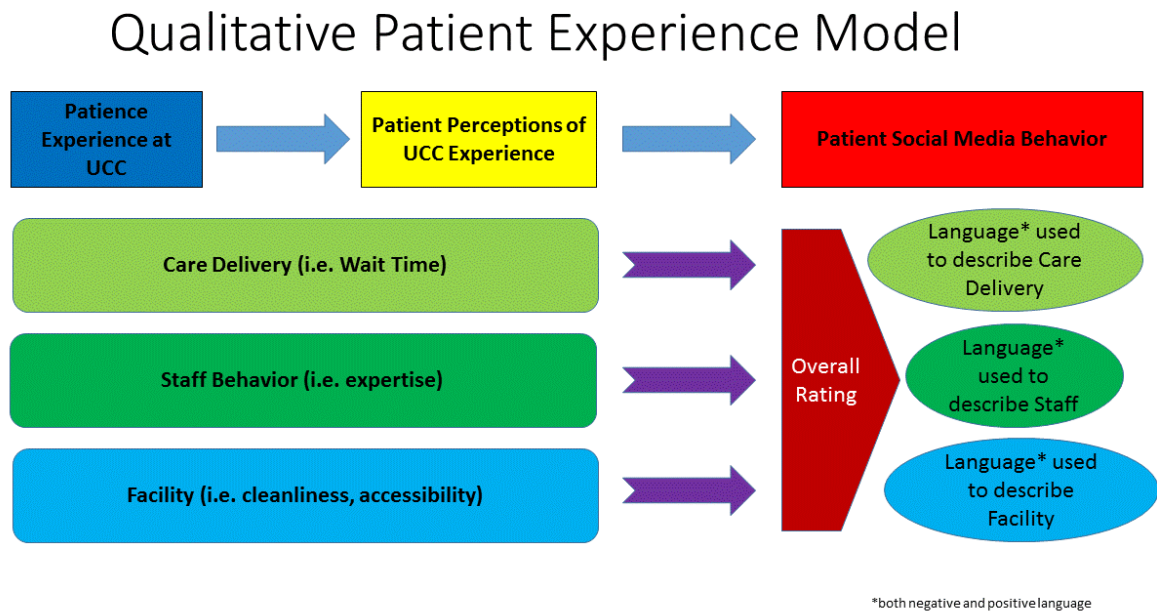 Qualitative Patient Experience Model
Patience
Experience at
UCC
Patient Perceptions of
UCC Experience
Patient Social Media Behavior
Care Delivery (i.e. Wait Time)
Staff Behavior (i.e. expertise)
Facility (i.e. cleanliness, accessibility)
Overall
Rating
Language* used
to describe Care
Delivery
Language*
used to
describe Staff
Language* used
to describe
Facility
*both negative and positive language